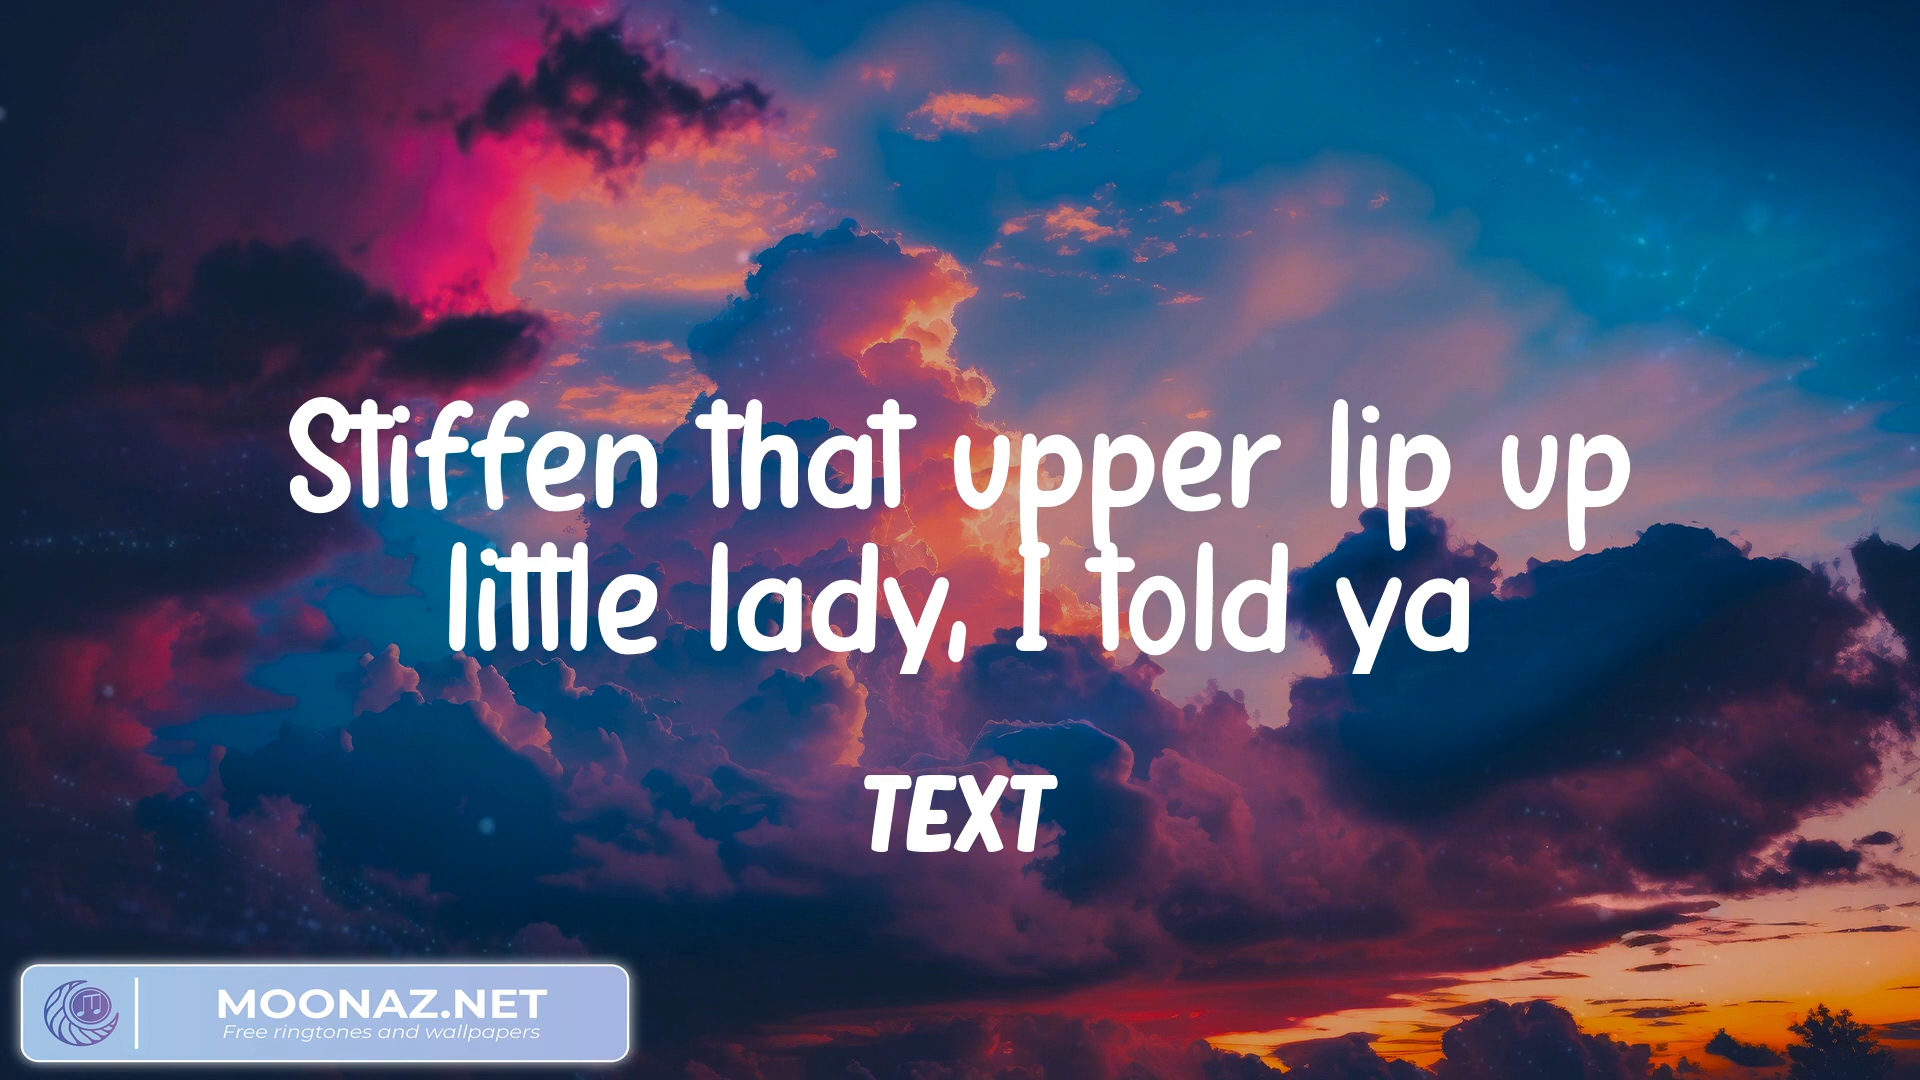 Stiffen that upper lip up
little lady, I told ya
TEXT
MOONAZ.NET
Free ringtones and wallpapers